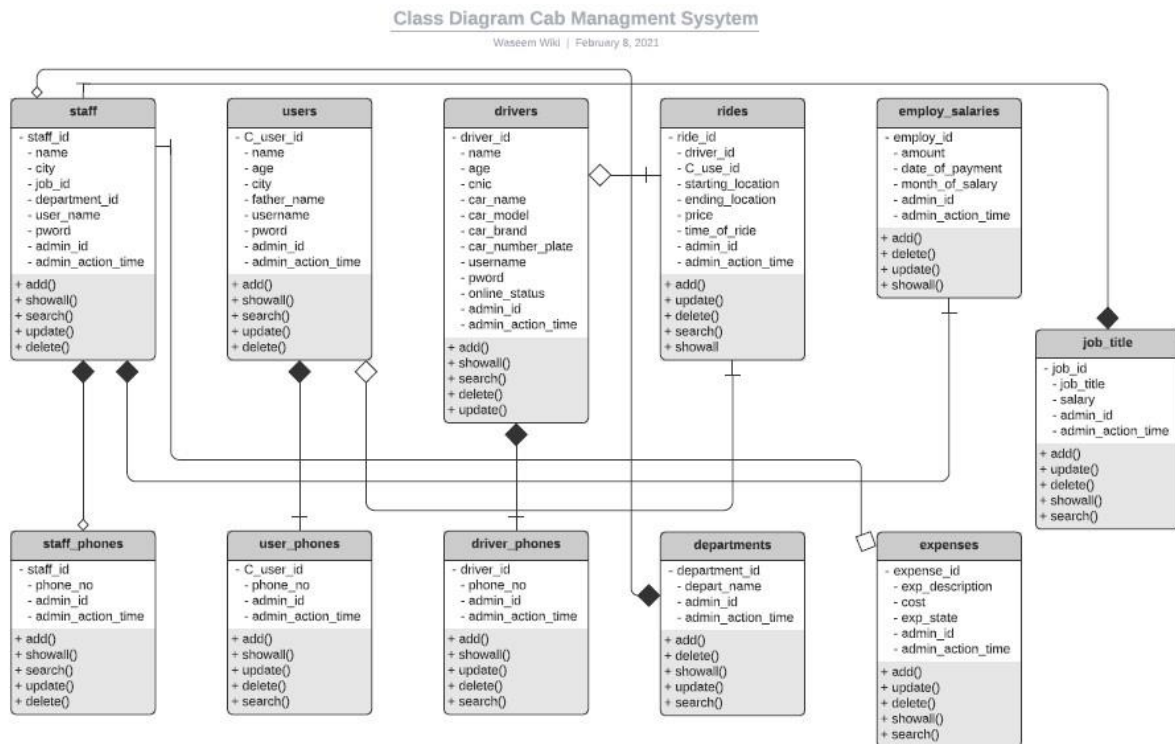 Class Diagram Cab Managment Sysytem
Waseem Wiki | February 8, 2021
staff
- staff_id
- name
- city
- job_id
- department_id
- user_name
- pword
- admin_id
- admin_action_time
+ add()
+ showall()
+ search()
+ update()
+ delete()
users
- C_user_id
- name
- age
- city
- father_name
- username
- pword
- admin_id
- admin_action_time
+ add()
+ showall()
+ search()
+ update()
+ delete()
drivers
- driver_id
- name
- age
- cnic
- car_name
- car_model
- car_brand
- car_number_plate
- username
- pword
- online_status
- admin_id
- admin_action_time
+ add()
+ showall()
+ search()
+ delete()
+ update()
rides
- ride_id
- driver_id
- C_use_id
- starting_location
- ending_location
- price
- time_of_ride
- admin_id
- admin_action_time
+ add()
+ update()
+ delete()
+ search()
+ showall
employ_salaries
- employ_id
- amount
- date_of_payment
- month_of_salary
- admin_id
- admin_action_time
+ add()
+ delete()
+ update()
+ showall()
job_title
- job_id
- job_title
- salary
- admin_id
- admin_action_time
+ add()
+ update()
+ delete()
+ showall()
+ search()
staff_phones
- staff_id
- phone_no
- admin_id
- admin_action_time
+ add()
+ showall()
+ search()
+ update()
+ delete()
user_phones
- C_user_id
- phone_no
- admin_id
- admin_action_time
+ add()
+ showall()
+ update()
+ delete()
+ search()
driver_phones
- driver_id
- phone_no
- admin_id
- admin_action_time
+ add()
+ showall()
+ update()
+ delete()
+ search()
departments
- department_id
- depart_name
- admin_id
- admin_action_time
+ add()
+ delete()
+ showall()
+ update()
+ search()
expenses
- expense_id
- exp_description
- cost
- exp_state
- admin_id
- admin_action_time
+ add()
+ update()
+ delete()
+ showall()
+ search()